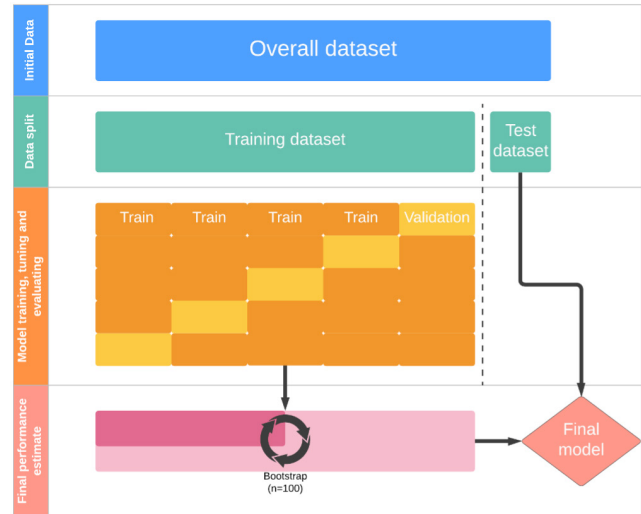 Initial Data
Overall dataset
Data split
Training dataset
Test
dataset
Model training, tuning and
evaluating
Train Train Train Train Validation
Final performance
estimate
Bootstrap
(n=100)
Final
model